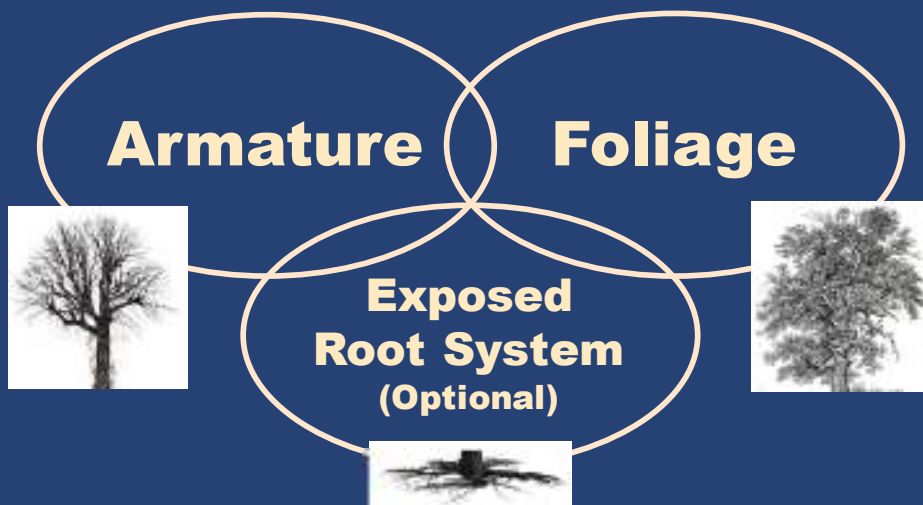 Armature
Foliage
Exposed
Root System
(Optional)